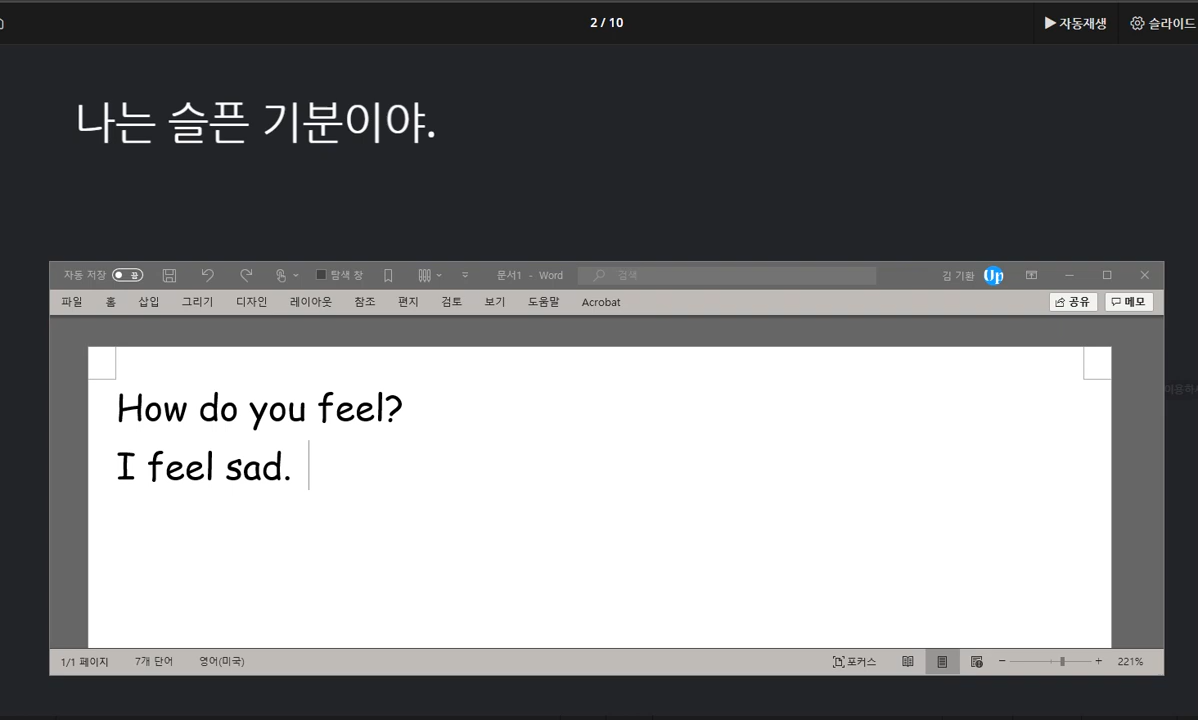 2 / 10
자동재생
슬라이드
나는 슬픈 기분이야.
자동 저장 끔 탐색 창 문서1 - Word 검색 김 기환 Up
파일 홈 삽입 그리기 디자인 레이아웃 참조 편지 검토 보기 도움말 Acrobat 공유 메모
How do you feel?
I feel sad.
1/1 페이지 7개 단어 영어(미국) 포커스 221%